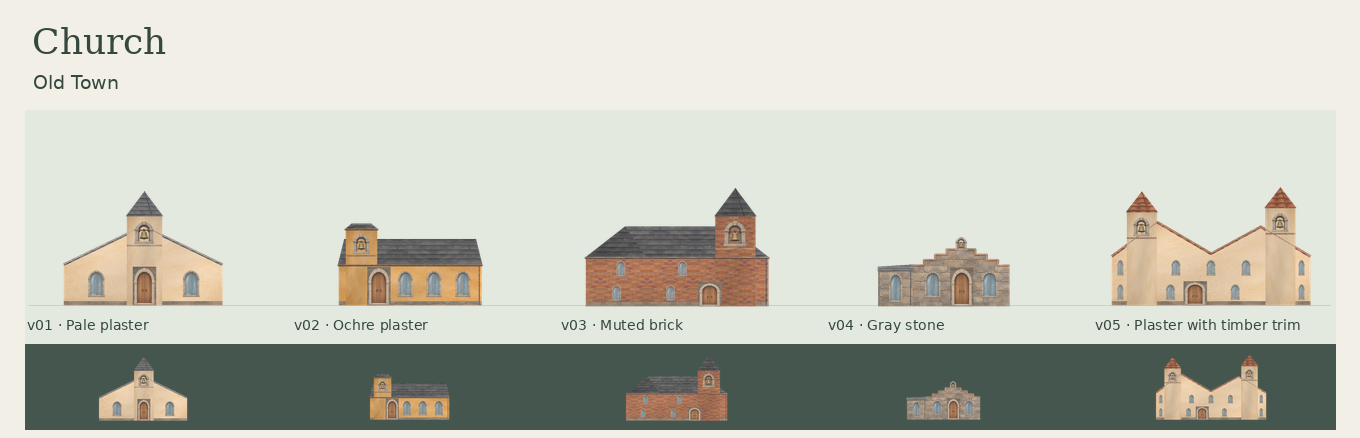 Church
Old Town
v01 · Pale plaster
v02 · Ochre plaster
v03 · Muted brick
v04 · Gray stone
v05 · Plaster with timber trim